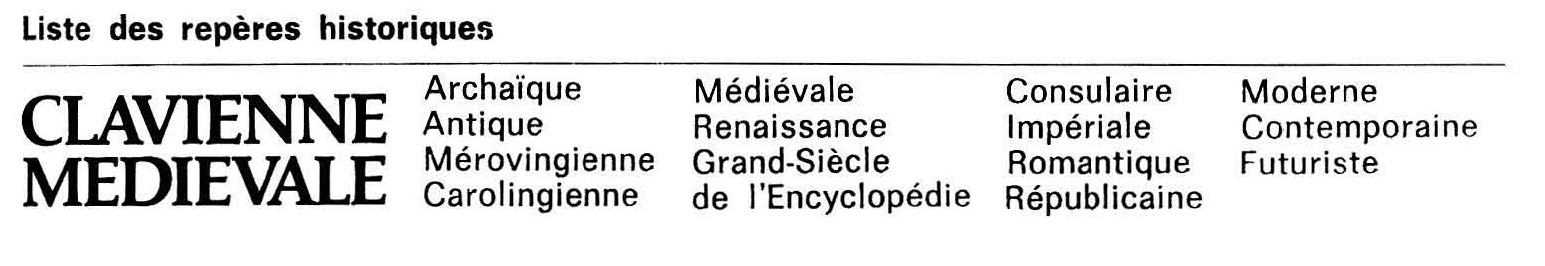 Liste des repères historiques
CLAVIENNE
MEDIEVALE
Archaïque
Antique
Mérovingienne
Carolingienne
Médiévale
Renaissance
Grand-Siècle
de l'Encyclopédie
Consulaire
Impériale
Romantique
Républicaine
Moderne
Contemporaine
Futuriste